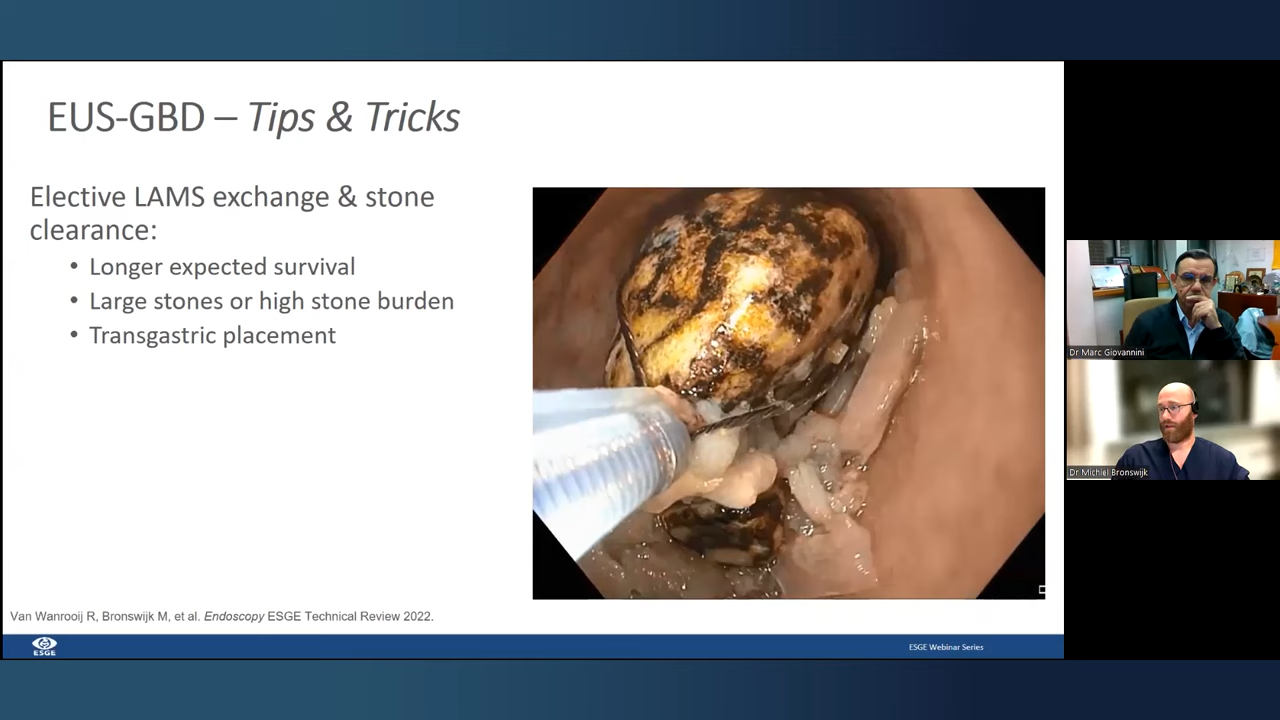 EUS-GBD – Tips & Tricks
Elective LAMS exchange & stone
clearance:
• Longer expected survival
• Large stones or high stone burden
• Transgastric placement
Van Wanrooij R, Bronswijk M, et al. Endoscopy ESGE Technical Review 2022.
ESGE
ESGE Webinar Series
Dr Marc Giovannini
Dr Michiel Bronswijk